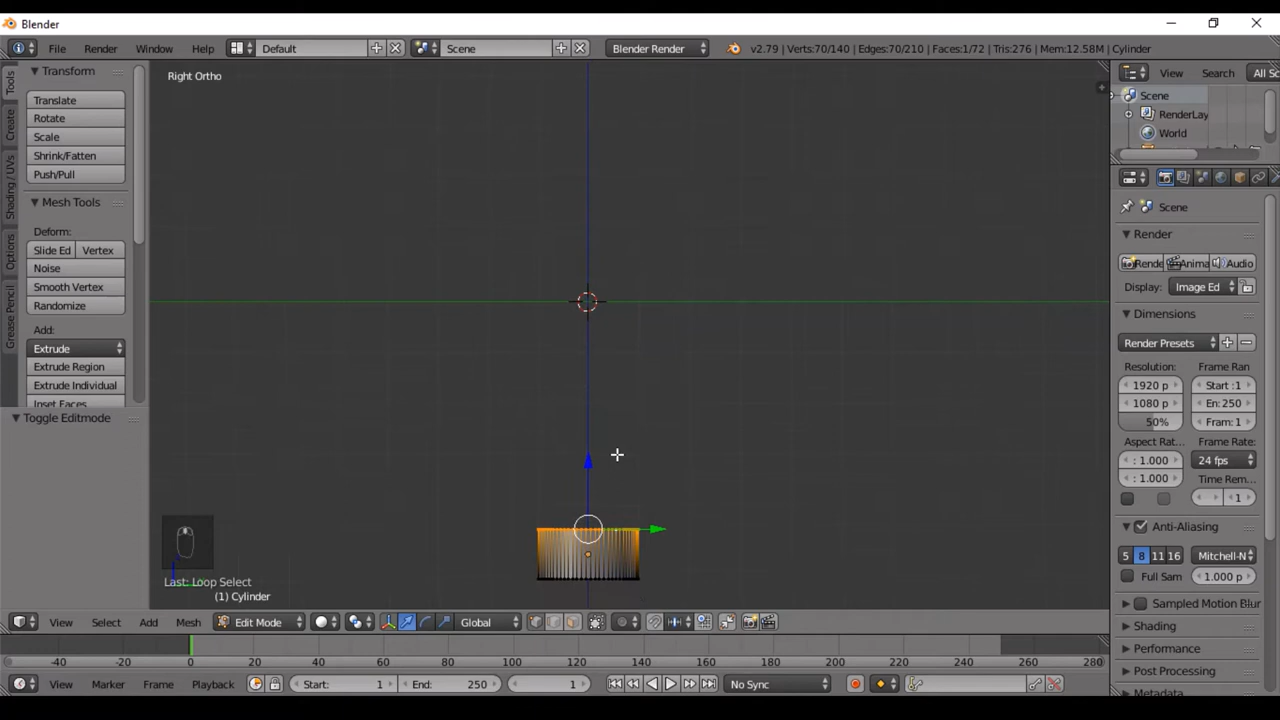 Blender
File Render Window Help Default Scene Blender Render v2.79 | Verts:70/140 | Edges:70/210 | Faces:1/72 | Tris:276 | Mem:12.58M | Cylinder
Tools
Create
Shading / UVs
Options
Grease Pencil
Transform
Translate
Rotate
Scale
Shrink/Fatten
Push/Pull
Mesh Tools
Deform:
Slide Ed Vertex
Noise
Smooth Vertex
Randomize
Add:
Extrude
Extrude Region
Extrude Individual
Inset Faces
Toggle Editmode
Right Ortho
Last: Loop Select
(1) Cylinder
View Search All Sc
Scene
RenderLay
World
Scene
Render
Rende Anima Audio
Display: Image Ed
Dimensions
Render Presets
Resolution: Frame Ran
1920 p Start :1
1080 p En: 250
50% Fram: 1
Aspect Rat... Frame Rate:
: 1.000 24 fps
: 1.000 Time Rem...
1
Anti-Aliasing
5 8 11 16 Mitchell-N
Full Sam 1.000 p
Sampled Motion Blur
Shading
Performance
Post Processing
Metadata
View Select Add Mesh Edit Mode Global
-40 -20 0 20 40 60 80 100 120 140 160 180 200 220 240 260 280
View Marker Frame Playback Start: 1 End: 250 1 No Sync